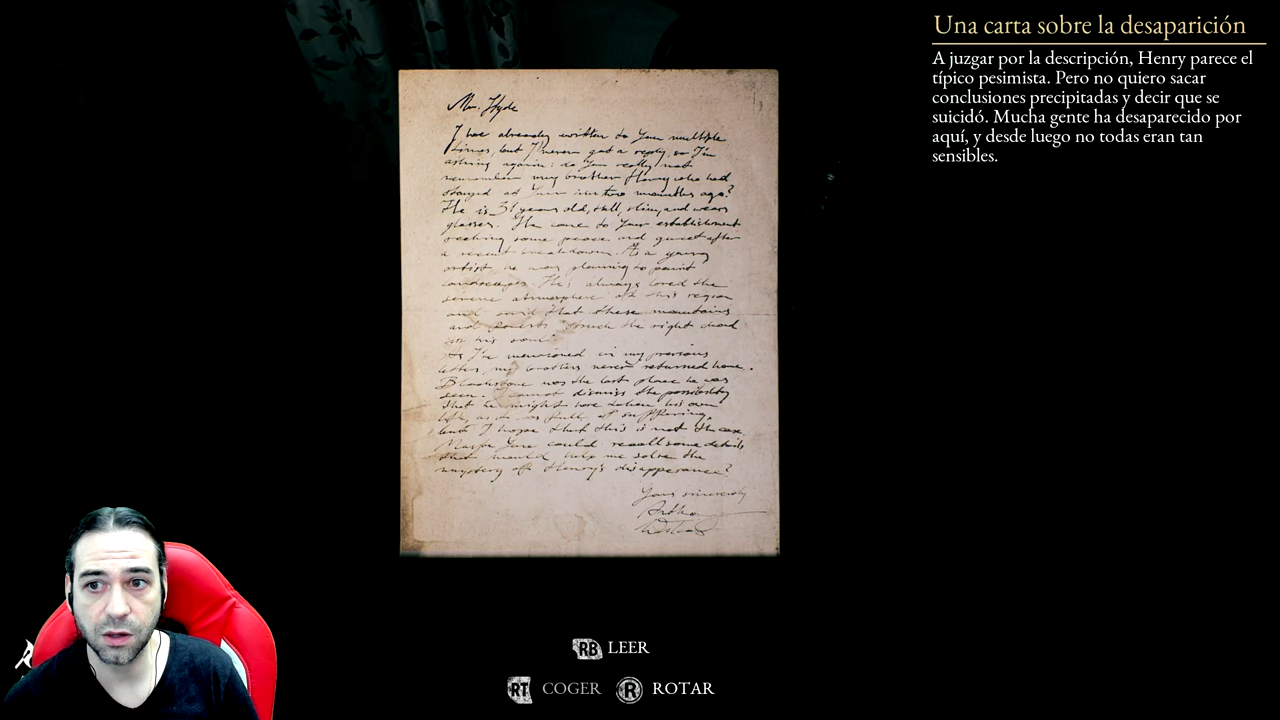 Una carta sobre la desaparición
A juzgar por la descripción, Henry parece el
típico pesimista. Pero no quiero sacar
conclusiones precipitadas y decir que se
suicidó. Mucha gente ha desaparecido por
aquí, y desde luego no todas eran tan
sensibles.
Mr. Hyde
I have already written to Your multiple
times, but I never got a reply, so I'm
asking again: do You really not
remember my brother Henry who had
stayed at Your inn two months ago?
He is 31 years old, tall, slim, and wears
glasses. He came to Your establishment
seeking some peace and quiet after
a recent breakdown. As a young
artist, he was planning to paint
landscapes. He's always loved the
serene atmosphere of this region
and said that these mountains
and forests struck the right chord
in his soul.
As I've mentioned in my previous
letters, my brother never returned home.
was the last place he was
seen. I cannot dismiss the possibility
that he might have taken his own
life, as he was full of suffering,
but I hope that this is not the case.
Maybe You could recall some details
that would help me solve the
mystery of Henry's disappearance?
Yours sincerely
RB LEER
RT COGER R ROTAR